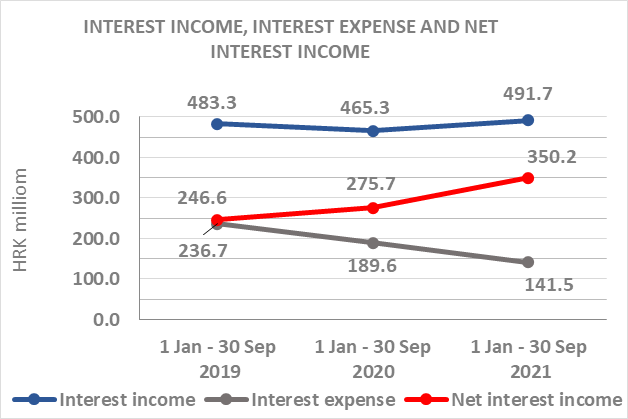 INTEREST INCOME, INTEREST EXPENSE AND NET
INTEREST INCOME
483.3
465.3
491.7
500.0
400.0
300.0
200.0
100.0
0.0
HRK milliom
246.6
275.7
350.2
236.7
189.6
141.5
1 Jan - 30 Sep
2019
1 Jan - 30 Sep
2020
1 Jan - 30 Sep
2021
Interest income
Interest expense
Net interest income